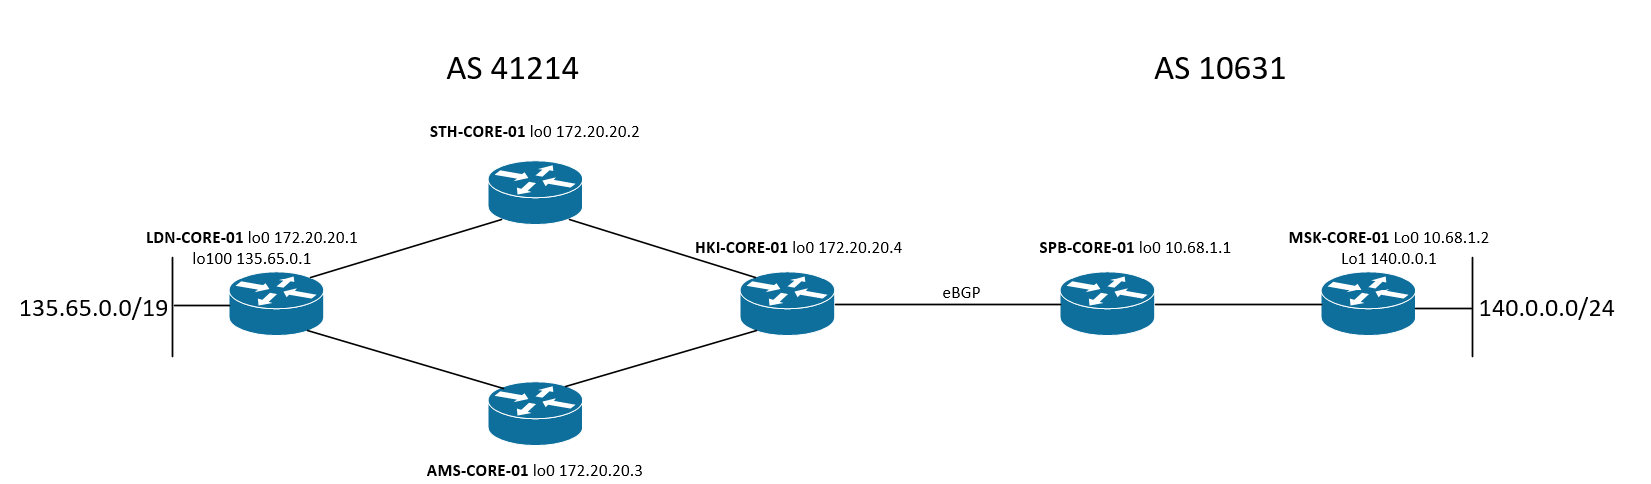 AS 41214
AS 10631
STH-CORE-01 lo0 172.20.20.2
LDN-CORE-01 lo0 172.20.20.1
lo100 135.65.0.1
HKI-CORE-01 lo0 172.20.20.4
SPB-CORE-01 lo0 10.68.1.1
MSK-CORE-01 Lo0 10.68.1.2
Lo1 140.0.0.1
135.65.0.0/19
eBGP
140.0.0.0/24
AMS-CORE-01 lo0 172.20.20.3